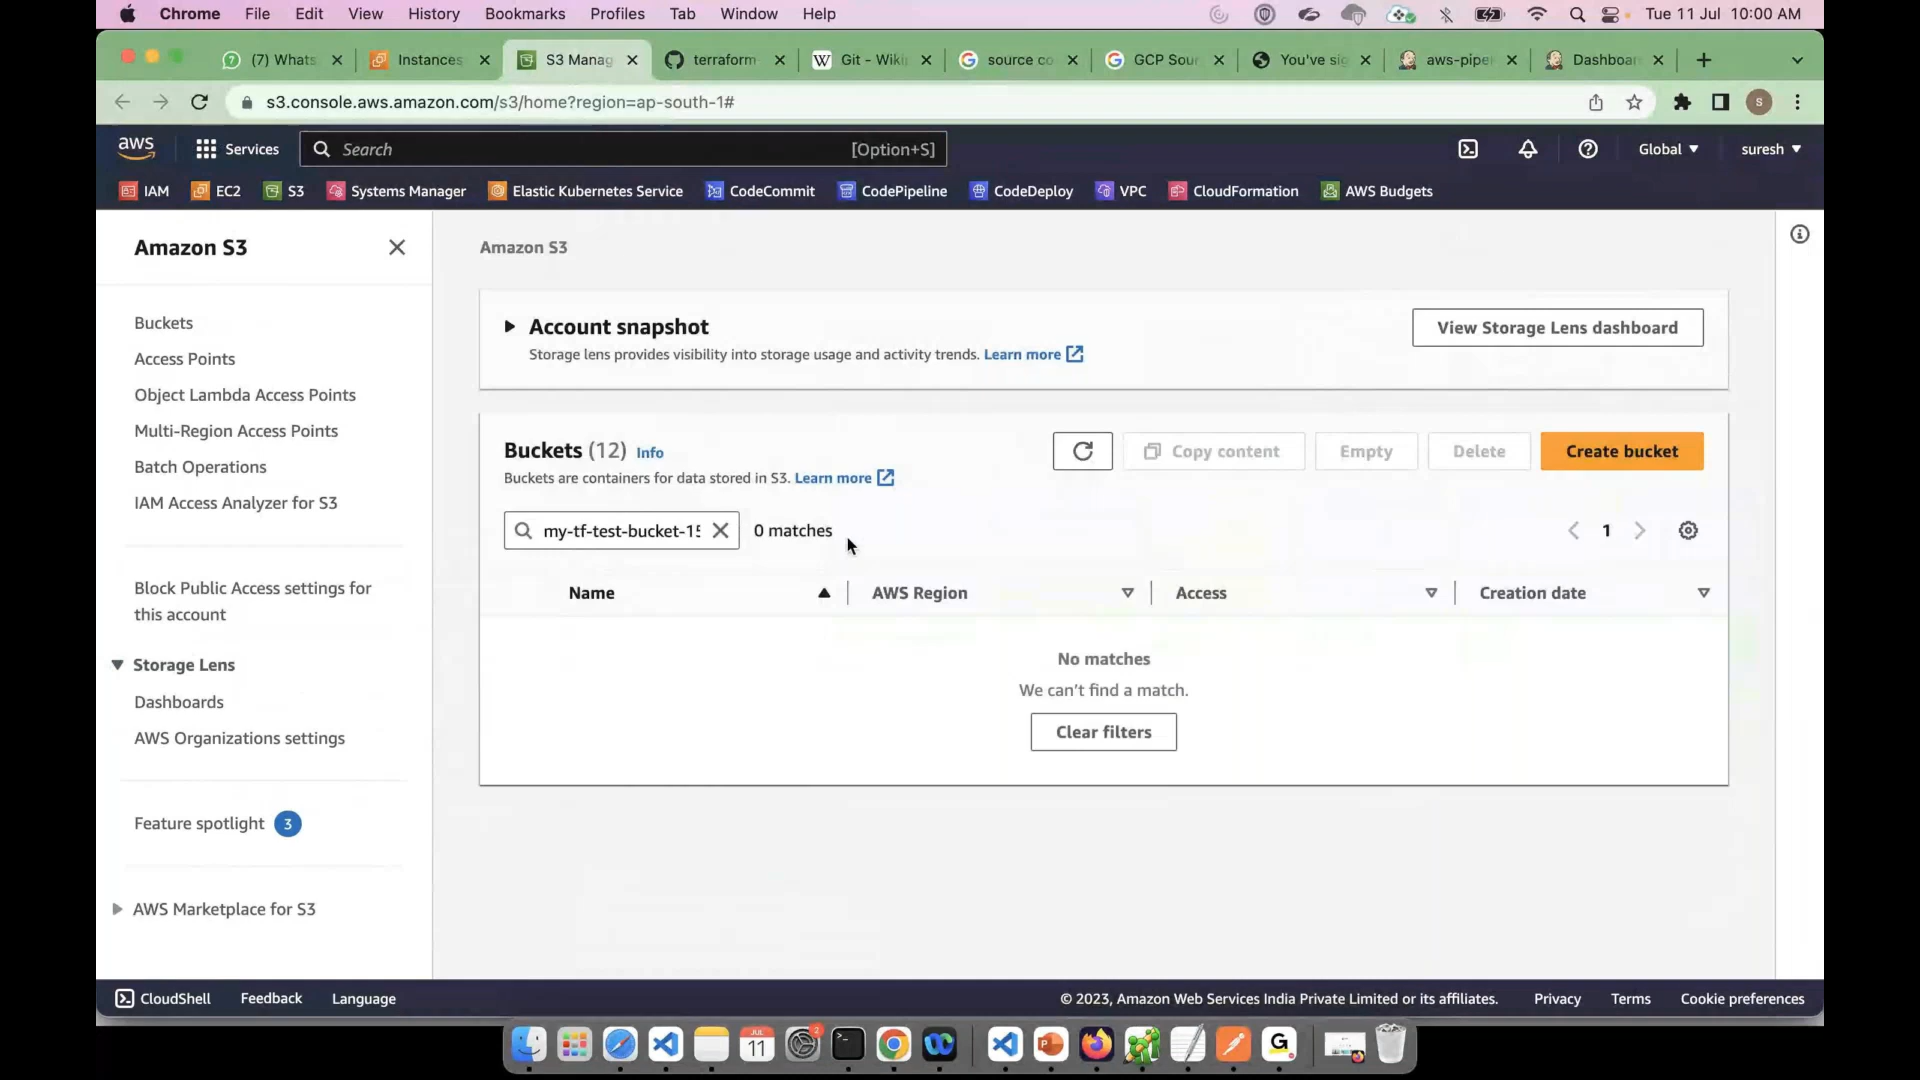 Chrome File Edit View History Bookmarks Profiles Tab Window Help Tue 11 Jul 10:00 AM
(7) Whats Instances S3 Manag terraform Git - Wiki source co GCP Sour You've sig aws-pipe Dashboar
s3.console.aws.amazon.com/s3/home?region=ap-south-1#
aws Services Search [Option+S] Global suresh
IAM EC2 S3 Systems Manager Elastic Kubernetes Service CodeCommit CodePipeline CodeDeploy VPC CloudFormation AWS Budgets
Amazon S3
Buckets
Access Points
Object Lambda Access Points
Multi-Region Access Points
Batch Operations
IAM Access Analyzer for S3
Block Public Access settings for
this account
Storage Lens
Dashboards
AWS Organizations settings
Feature spotlight 3
AWS Marketplace for S3
Amazon S3
Account snapshot
View Storage Lens dashboard
Storage lens provides visibility into storage usage and activity trends. Learn more
Buckets (12) Info
Copy content Empty Delete Create bucket
Buckets are containers for data stored in S3. Learn more
my-tf-test-bucket-15 0 matches 1
Name AWS Region Access Creation date
No matches
We can't find a match.
Clear filters
CloudShell Feedback Language © 2023, Amazon Web Services India Private Limited or its affiliates. Privacy Terms Cookie preferences
JUL
11
2